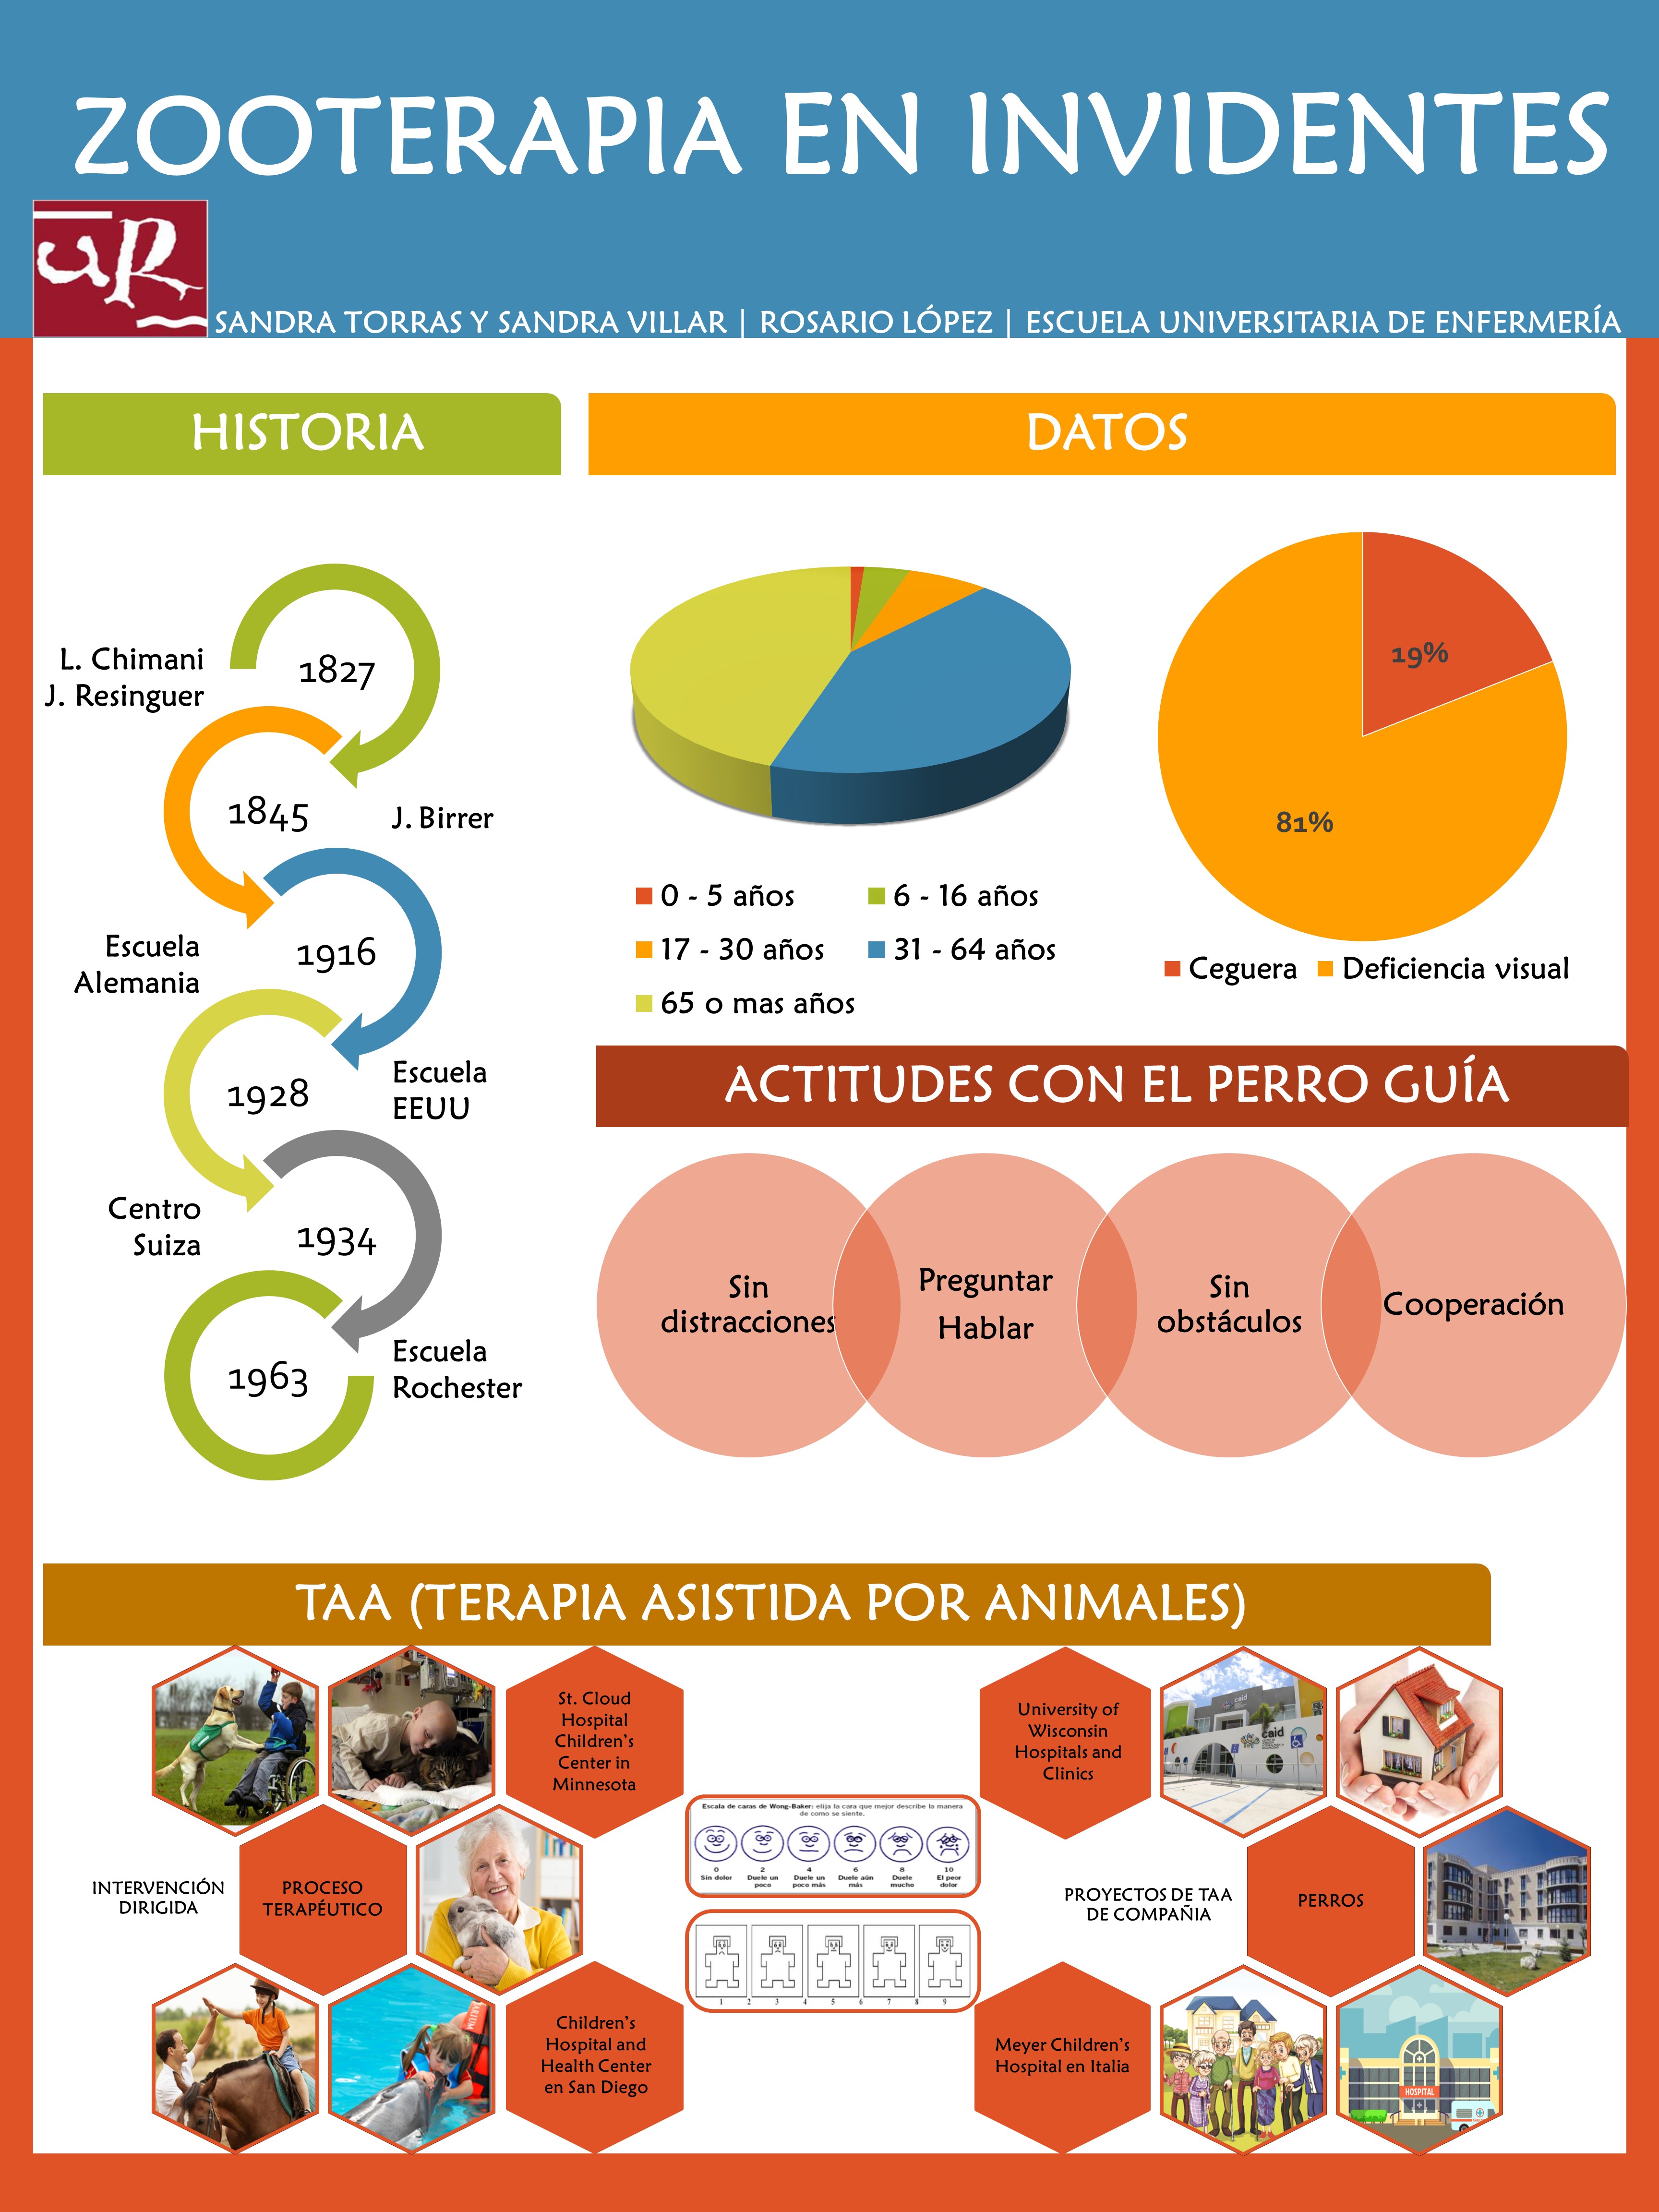 ZOOTERAPIA EN INVIDENTES
uR
SANDRA TORRAS Y SANDRA VILLAR | ROSARIO LÓPEZ | ESCUELA UNIVERSITARIA DE ENFERMERÍA
HISTORIA
L. Chimani
J. Resinguer
1827
1845
J. Birrer
Escuela
Alemania
1916
1928
Escuela
EEUU
Centro
Suiza
1934
1963
Escuela
Rochester
DATOS
0 - 5 años
6 - 16 años
17 - 30 años
31 - 64 años
65 o mas años
19%
81%
Ceguera
Deficiencia visual
ACTITUDES CON EL PERRO GUÍA
Sin
distracciones
Preguntar
Hablar
Sin
obstáculos
Cooperación
TAA (TERAPIA ASISTIDA POR ANIMALES)
St. Cloud
Hospital
Children's
Center in
Minnesota
INTERVENCIÓN
DIRIGIDA
PROCESO
TERAPÉUTICO
Children's
Hospital and
Health Center
en San Diego
Escala de caras de Wong-Baker: elija la cara que mejor describe la manera
de como se siente.
0
Sin dolor
2
Duele un
poco
4
Duele un
poco más
6
Duele aún
más
8
Duele
mucho
10
El peor
dolor
1 2 3 4 5 6 7 8 9
University of
Wisconsin
Hospitals and
Clinics
caid
caid
PROYECTOS DE TAA
DE COMPAÑIA
PERROS
Meyer Children's
Hospital en Italia
HOSPITAL